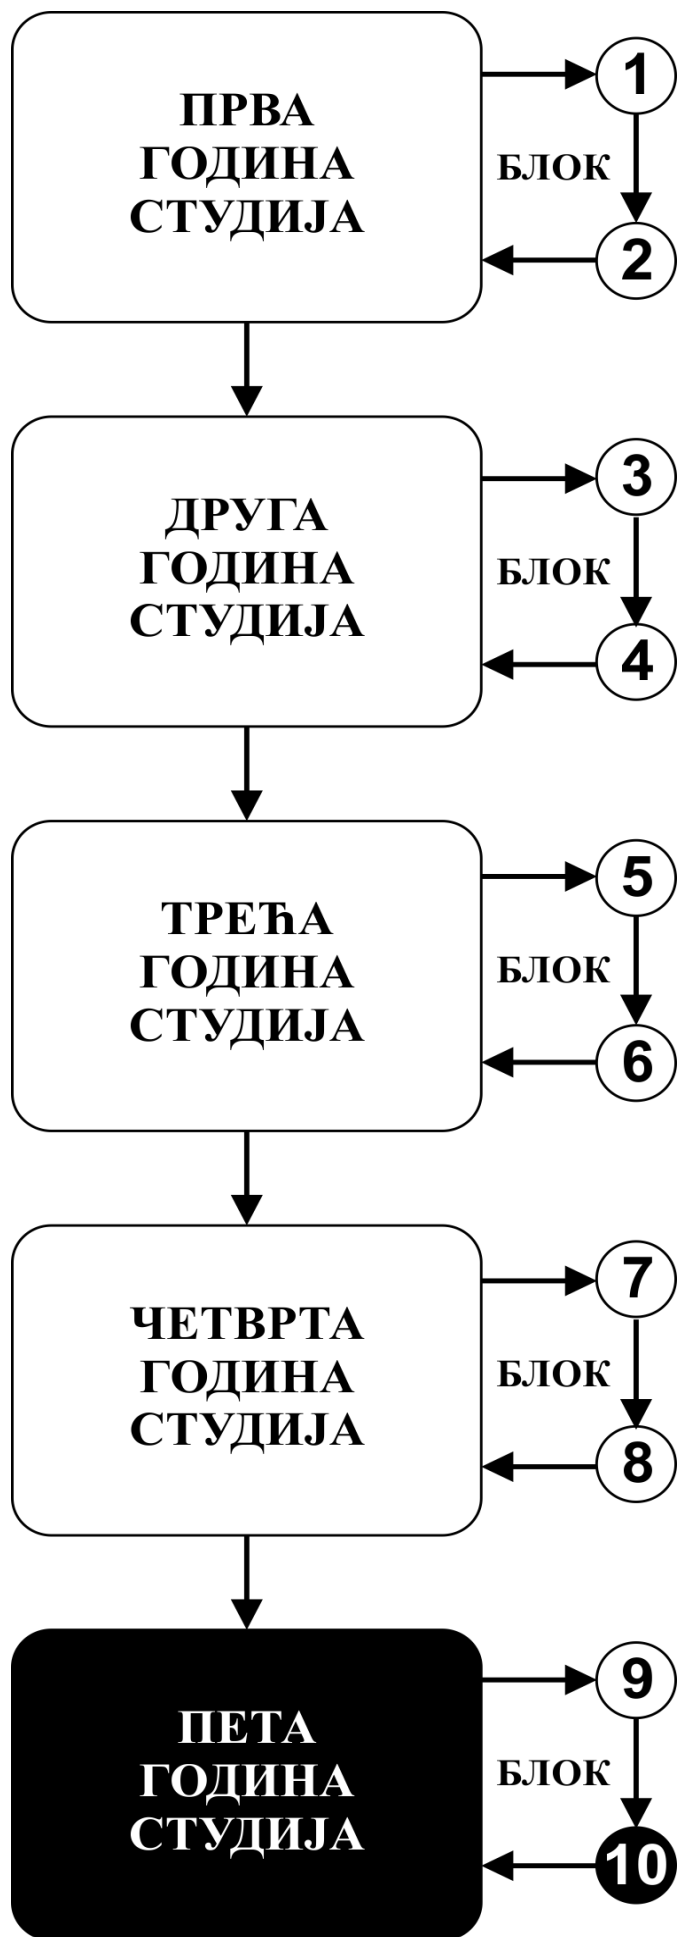 ПРВА
ГОДИНА
СТУДИЈА
1
БЛОК
2
ДРУГА
ГОДИНА
СТУДИЈА
3
БЛОК
4
ТРЕЋА
ГОДИНА
СТУДИЈА
5
БЛОК
6
ЧЕТВРТА
ГОДИНА
СТУДИЈА
7
БЛОК
8
ПЕТА
ГОДИНА
СТУДИЈА
9
БЛОК
10